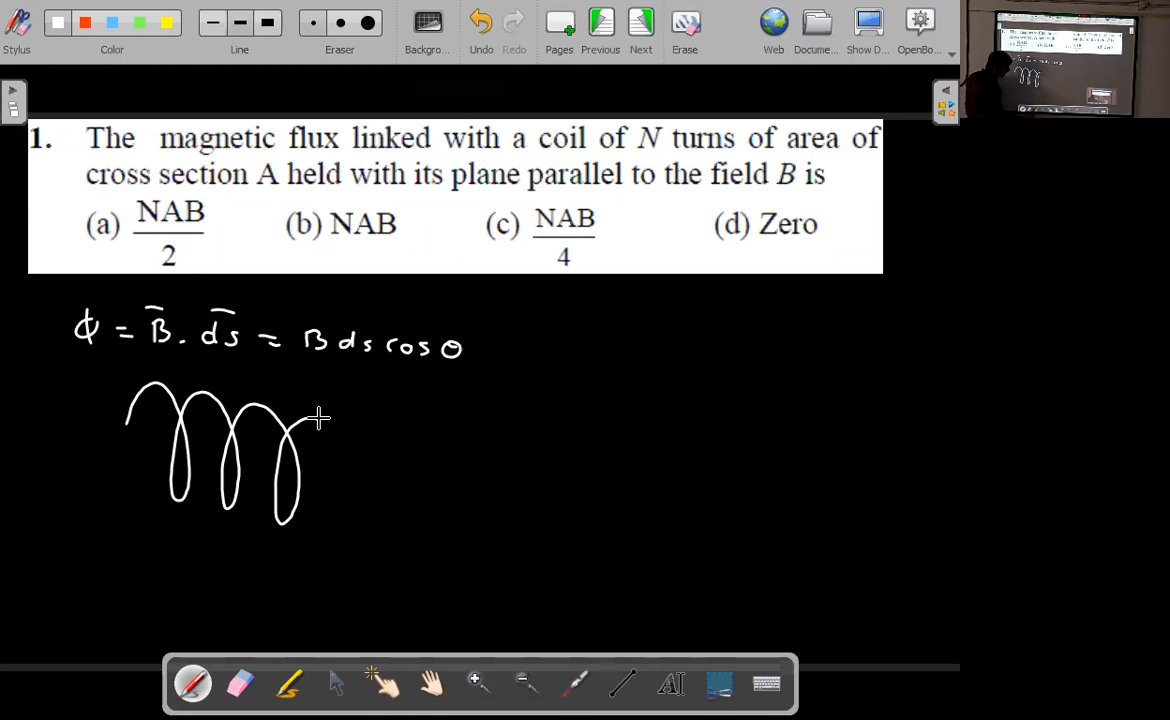 Stylus
Color
Line
Eraser
Backgro...
Undo
Redo
Pages
Previous
Next
Erase
Web
Docume...
Show D...
OpenBo...
1. The magnetic flux linked with a coil of N turns of area of
cross section A held with its plane parallel to the field B is
(a) NAB/2 (b) NAB (c) NAB/4 (d) Zero
ϕ = B̅ . d̅s̅ = B ds cos θ